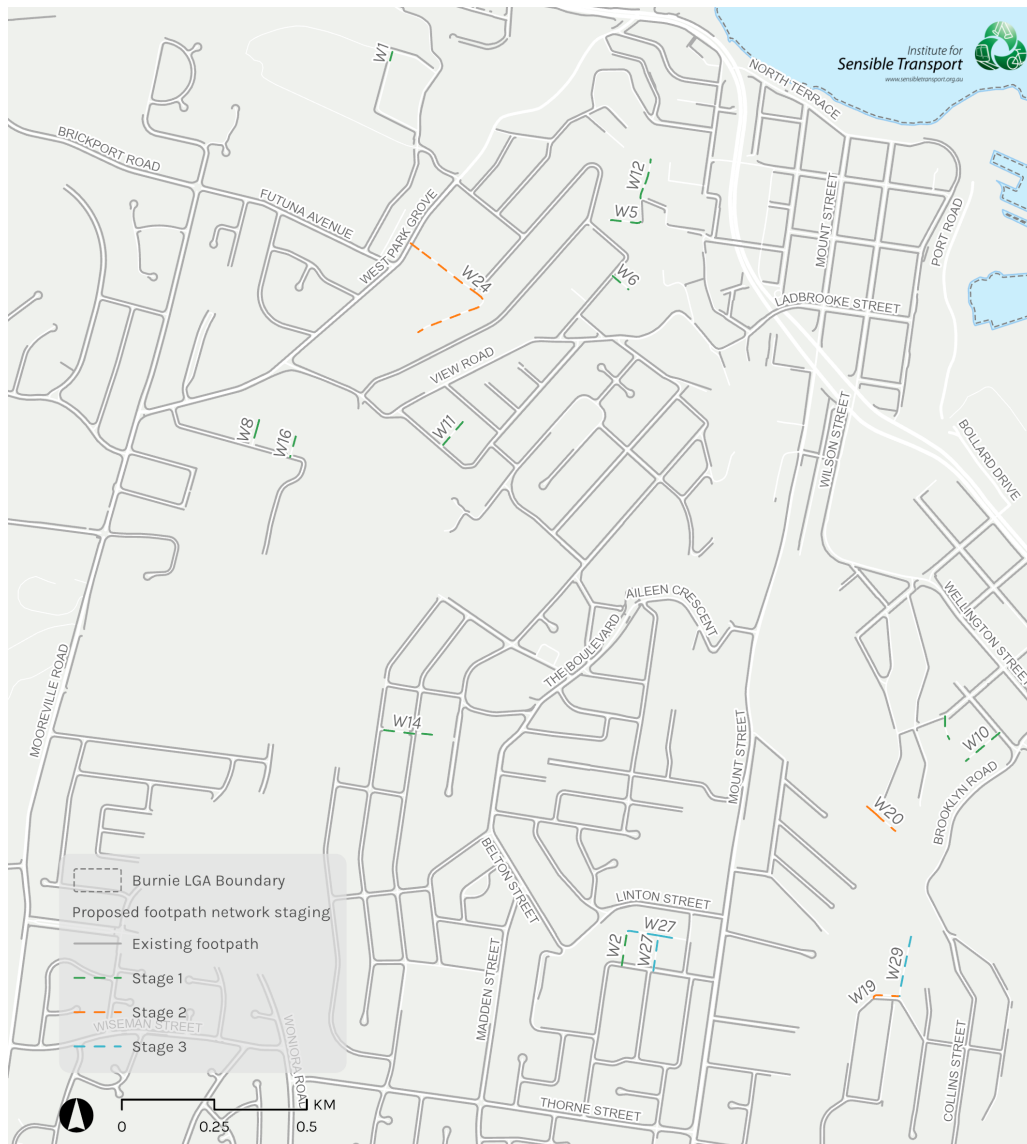 Institute for
Sensible Transport
www.sensibletransport.org.au
W1
NORTH TERRACE
BRICKPORT ROAD
W12
FUTUNA AVENUE
W5
MOUNT STREET
PORT ROAD
WEST PARK GROVE
W24
W6
LADBROOKE STREET
VIEW ROAD
W8
W16
W11
WILSON STREET
BOLLARD DRIVE
AILEEN CRESCENT
WELLINGTON STREET
THE BOULEVARD
MOOREVILLE ROAD
W14
W10
MOUNT STREET
BROOKLYN ROAD
W20
BELTON STREET
LINTON STREET
W27
W2
W27
W29
W19
MADDEN STREET
COLLINS STREET
THORNE STREET
Burnie LGA Boundary
Proposed footpath network staging
Existing footpath
Stage 1
Stage 2
WISEMAN STREET
WONIORA ROAD
Stage 3
KM
0
0.25
0.5